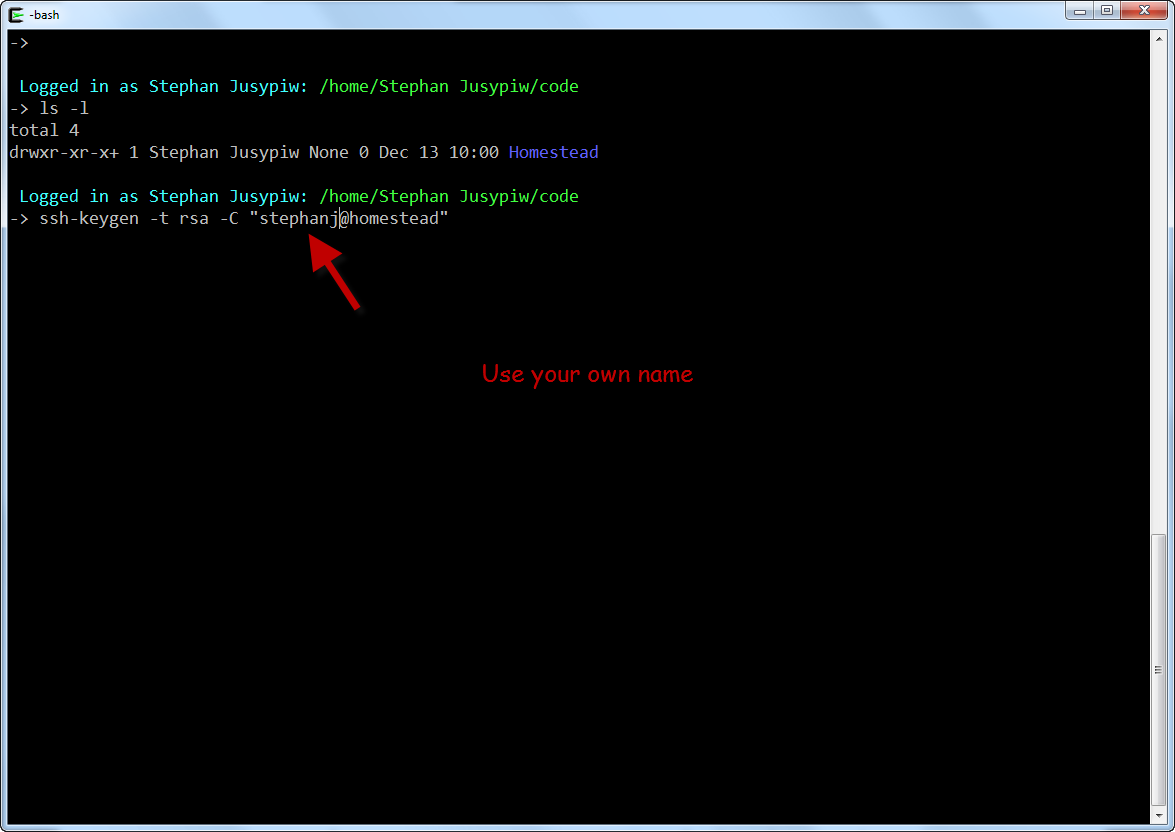 -bash
->
Logged in as Stephan Jusypiw: /home/Stephan Jusypiw/code
-> ls -l
total 4
drwxr-xr-x+ 1 Stephan Jusypiw None 0 Dec 13 10:00 Homestead
Logged in as Stephan Jusypiw: /home/Stephan Jusypiw/code
-> ssh-keygen -t rsa -C "stephanj@homestead"
Use your own name